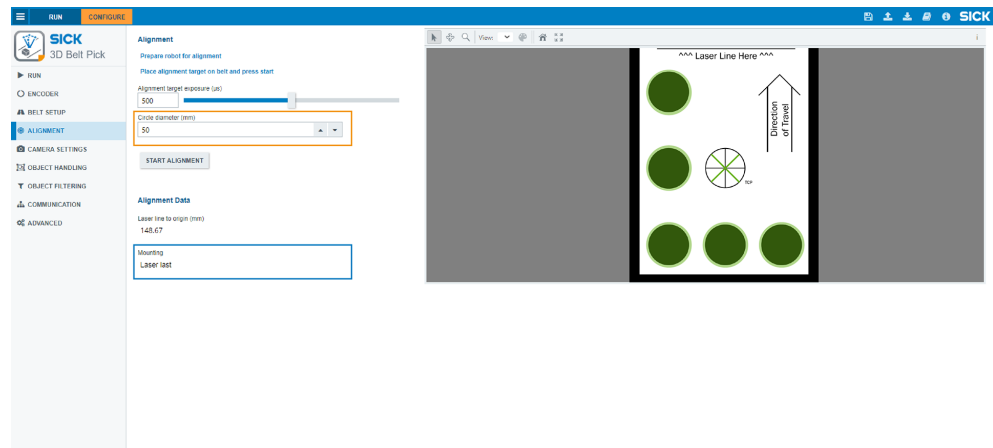 RUN
CONFIGURE
SICK
SICK
3D Belt Pick
RUN
ENCODER
BELT SETUP
ALIGNMENT
CAMERA SETTINGS
OBJECT HANDLING
OBJECT FILTERING
COMMUNICATION
ADVANCED
Alignment
Prepare robot for alignment
Place alignment target on belt and press start
Alignment target exposure (µs)
500
Circle diameter (mm)
50
START ALIGNMENT
Alignment Data
Laser line to origin (mm)
148.67
Mounting
Laser last
View:
^^^ Laser Line Here ^^^
Direction
of Travel
TCP